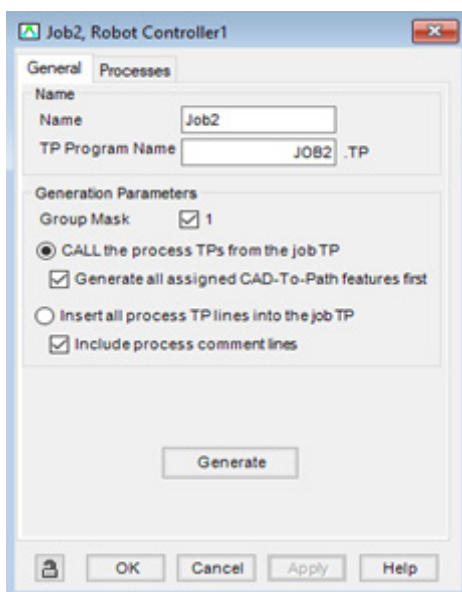 Job2, Robot Controller1
General Processes
Name
Name Job2
TP Program Name JOB2 .TP
Generation Parameters
Group Mask 1
CALL the process TPs from the job TP
Generate all assigned CAD-To-Path features first
Insert all process TP lines into the job TP
Include process comment lines
Generate
OK Cancel Apply Help